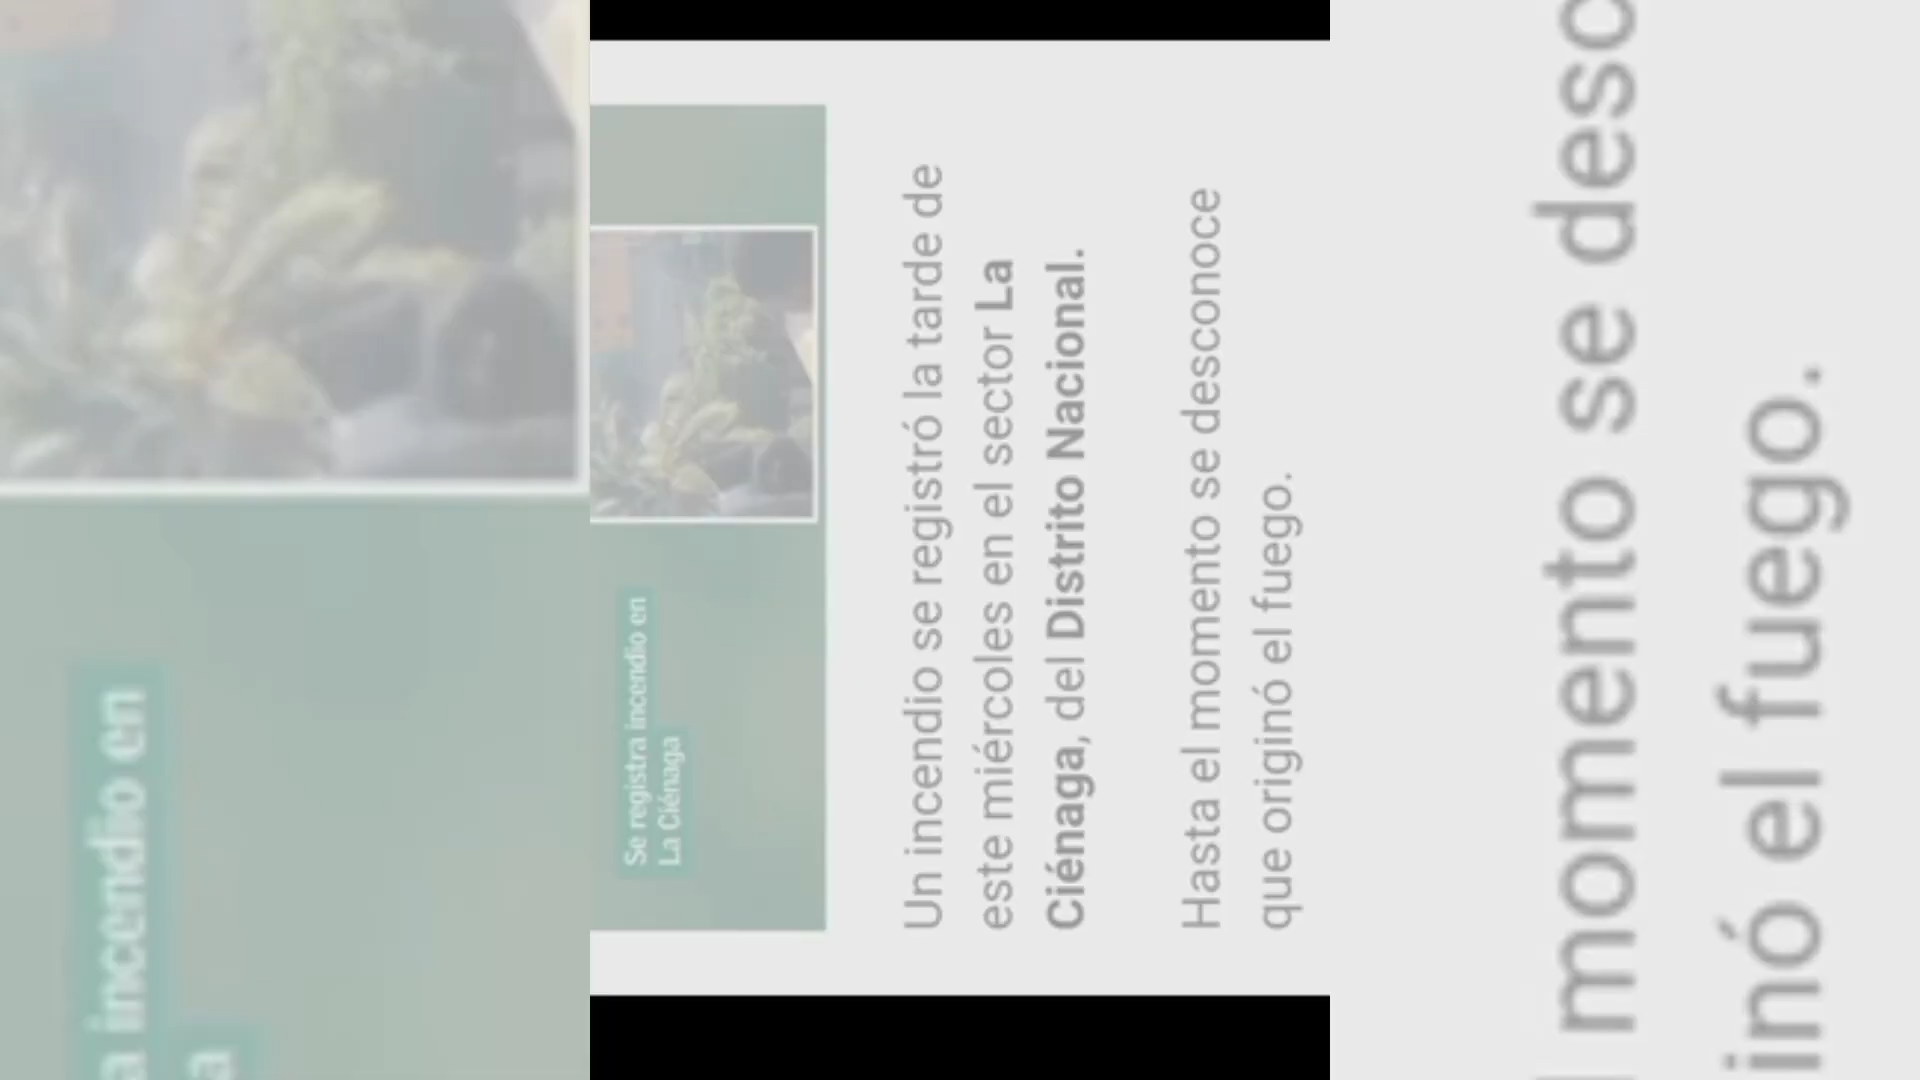 a incendio en
a
Se registra incendio en
La Ciénaga
Un incendio se registró la tarde de
este miércoles en el sector La
Ciénaga, del Distrito Nacional.
Hasta el momento se desconoce
que originó el fuego.
momento se desc
inó el fuego.